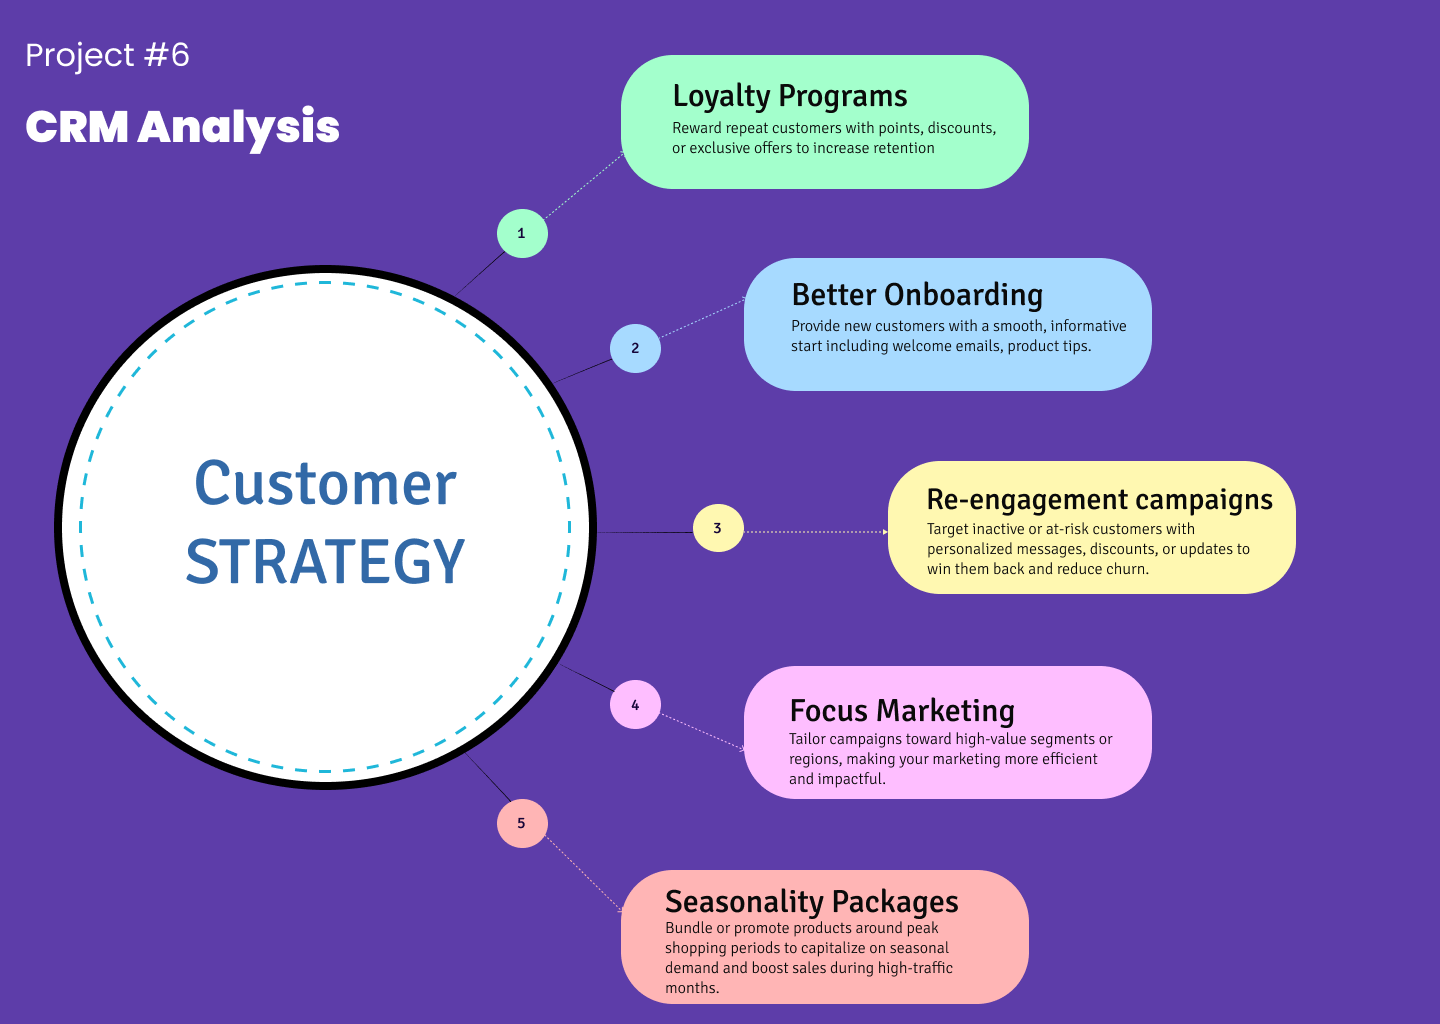 Project #6
CRM Analysis
Customer
STRATEGY
1
Loyalty Programs
Reward repeat customers with points, discounts,
or exclusive offers to increase retention
2
Better Onboarding
Provide new customers with a smooth, informative
start including welcome emails, product tips.
3
Re-engagement campaigns
Target inactive or at-risk customers with
personalized messages, discounts, or updates to
win them back and reduce churn.
4
Focus Marketing
Tailor campaigns toward high-value segments or
regions, making your marketing more efficient
and impactful.
5
Seasonality Packages
Bundle or promote products around peak
shopping periods to capitalize on seasonal
demand and boost sales during high-traffic
months.